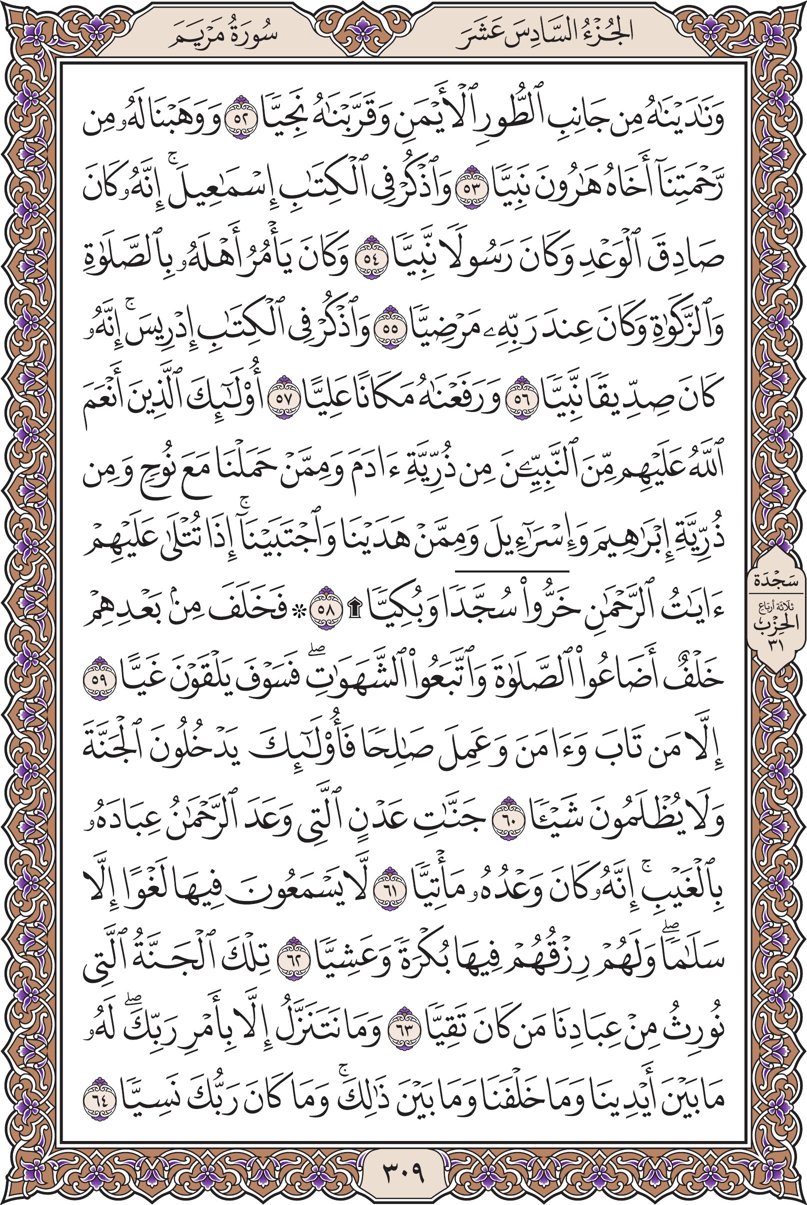 الجُزْءُ السَّادِسَ عَشَرَ
سُورَةُ مَرْيَمَ
وَنَٰدَيْنَٰهُ مِن جَانِبِ ٱلطُّورِ ٱلْأَيْمَنِ وَقَرَّبْنَٰهُ نَجِيًّا ٥٢ وَوَهَبْنَا لَهُۥ مِن
رَّحْمَتِنَآ أَخَاهُ هَٰرُونَ نَبِيًّا ٥٣ وَٱذْكُرْ فِى ٱلْكِتَٰبِ إِسْمَٰعِيلَ ۚ إِنَّهُۥ كَانَ
صَادِقَ ٱلْوَعْدِ وَكَانَ رَسُولًا نَّبِيًّا ٥٤ وَكَانَ يَأْمُرُ أَهْلَهُۥ بِٱلصَّلَوٰةِ
وَٱلزَّكَوٰةِ وَكَانَ عِندَ رَبِّهِۦ مَرْضِيًّا ٥٥ وَٱذْكُرْ فِى ٱلْكِتَٰبِ إِدْرِيسَ ۚ إِنَّهُۥ
كَانَ صِدِّيقًا نَّبِيًّا ٥٦ وَرَفَعْنَٰهُ مَكَانًا عَلِيًّا ٥٧ أُو۟لَٰٓئِكَ ٱلَّذِينَ أَنْعَمَ
ٱللَّهُ عَلَيْهِم مِّنَ ٱلنَّبِيِّۦنَ مِن ذُرِّيَّةِ ءَادَمَ وَمِمَّنْ حَمَلْنَا مَعَ نُوحٍ وَمِن
ذُرِّيَّةِ إِبْرَٰهِيمَ وَإِسْرَٰٓءِيلَ وَمِمَّنْ هَدَيْنَا وَٱجْتَبَيْنَآ ۚ إِذَا تُتْلَىٰ عَلَيْهِمْ
ءَايَٰتُ ٱلرَّحْمَٰنِ خَرُّوا۟ سُجَّدًا وَبُكِيًّا ۩ ٥٨ ۞ فَخَلَفَ مِنۢ بَعْدِهِمْ
خَلْفٌ أَضَاعُوا۟ ٱلصَّلَوٰةَ وَٱتَّبَعُوا۟ ٱلشَّهَوَٰتِ ۖ فَسَوْفَ يَلْقَوْنَ غَيًّا ٥٩
إِلَّا مَن تَابَ وَءَامَنَ وَعَمِلَ صَٰلِحًا فَأُو۟لَٰٓئِكَ يَدْخُلُونَ ٱلْجَنَّةَ
وَلَا يُظْلَمُونَ شَيْـًٔا ٦٠ جَنَّٰتِ عَدْنٍ ٱلَّتِى وَعَدَ ٱلرَّحْمَٰنُ عِبَادَهُۥ
بِٱلْغَيْبِ ۚ إِنَّهُۥ كَانَ وَعْدُهُۥ مَأْتِيًّا ٦١ لَّا يَسْمَعُونَ فِيهَا لَغْوًا إِلَّا
سَلَٰمًا ۖ وَلَهُمْ رِزْقُهُمْ فِيهَا بُكْرَةً وَعَشِيًّا ٦٢ تِلْكَ ٱلْجَنَّةُ ٱلَّتِى
نُورِثُ مِنْ عِبَادِنَا مَن كَانَ تَقِيًّا ٦٣ وَمَا نَتَنَزَّلُ إِلَّا بِأَمْرِ رَبِّكَ ۖ لَهُۥ
مَا بَيْنَ أَيْدِينَا وَمَا خَلْفَنَا وَمَا بَيْنَ ذَٰلِكَ ۚ وَمَا كَانَ رَبُّكَ نَسِيًّا ٦٤
سَجْدَة
ثلاثة أرباع
الحِزْب
٣١
٣٠٩